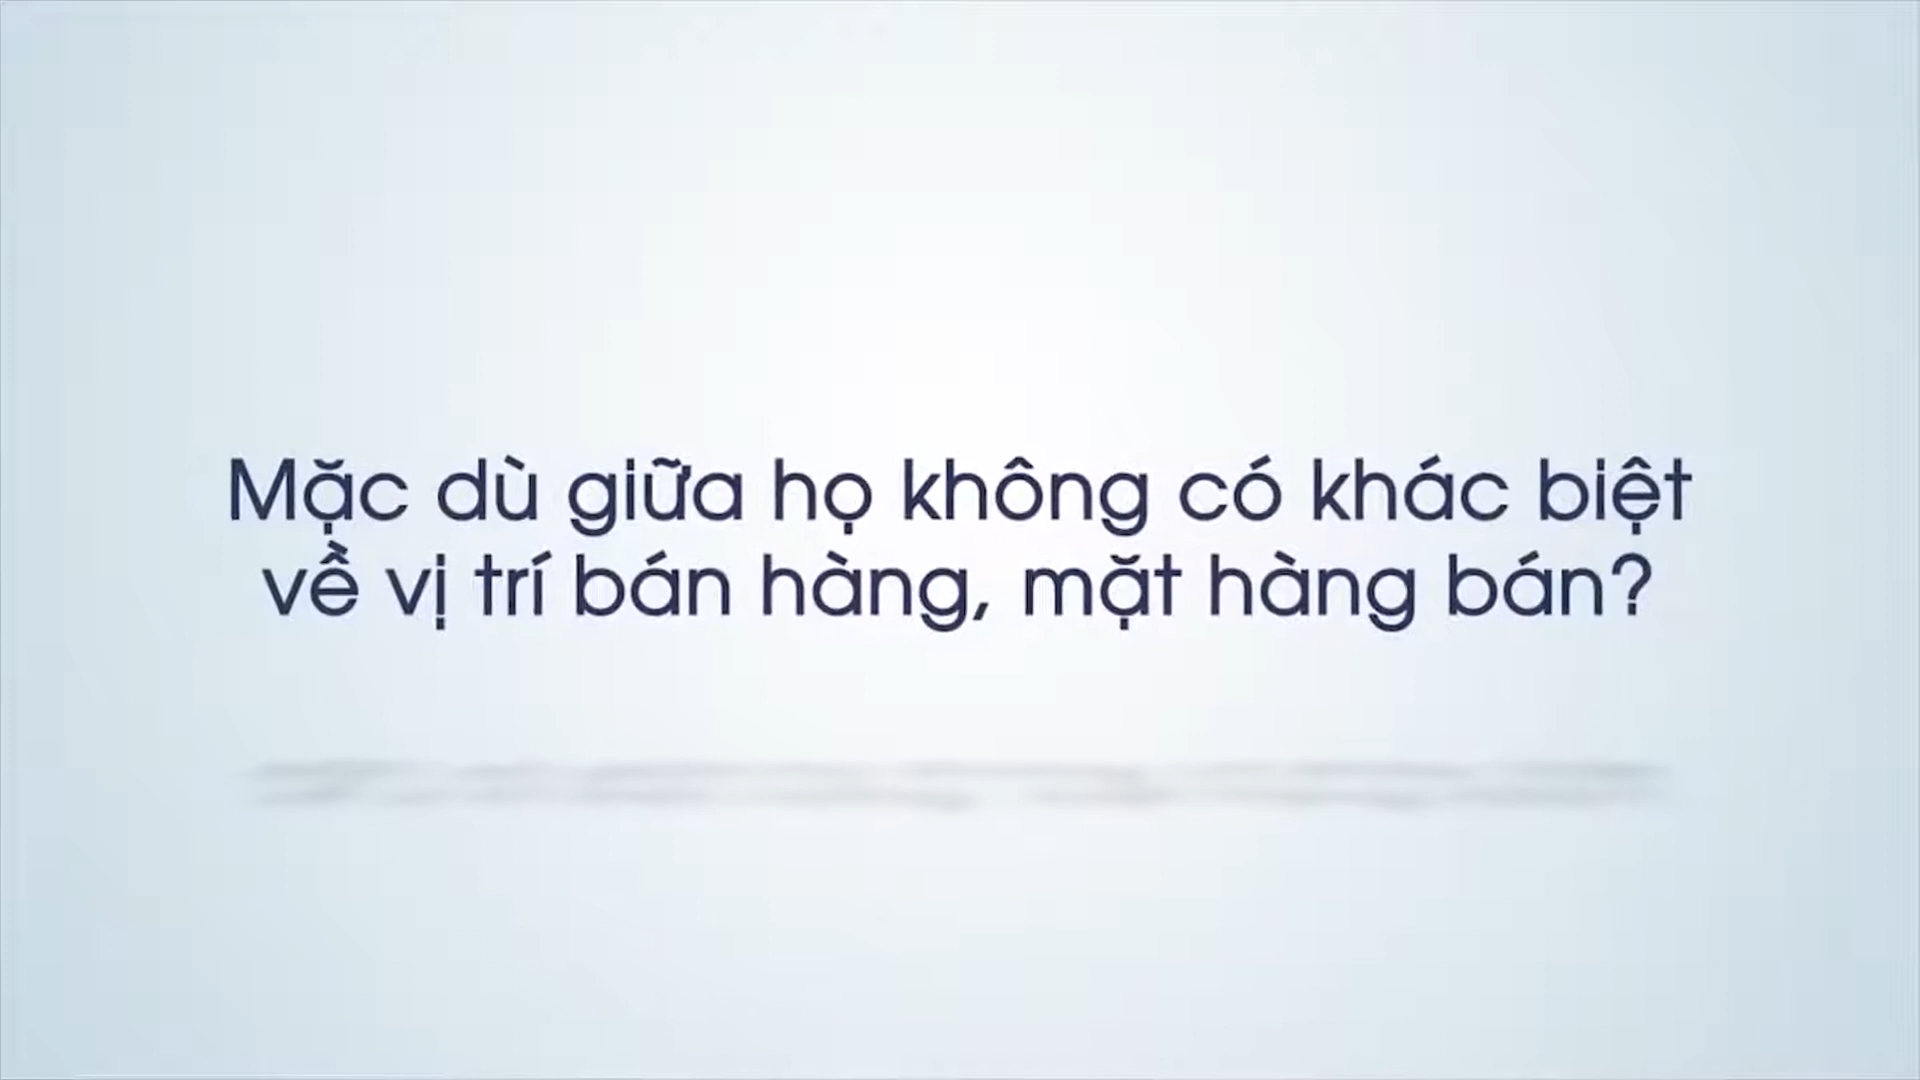 Mặc dù giữa họ không có khác biệt
về vị trí bán hàng, mặt hàng bán?